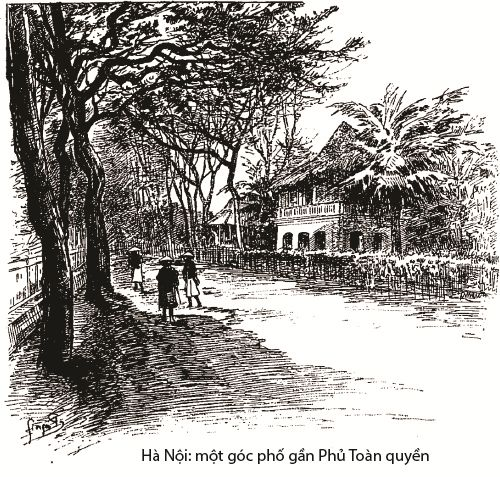 Hà Nội: một góc phố gần Phủ Toàn quyền